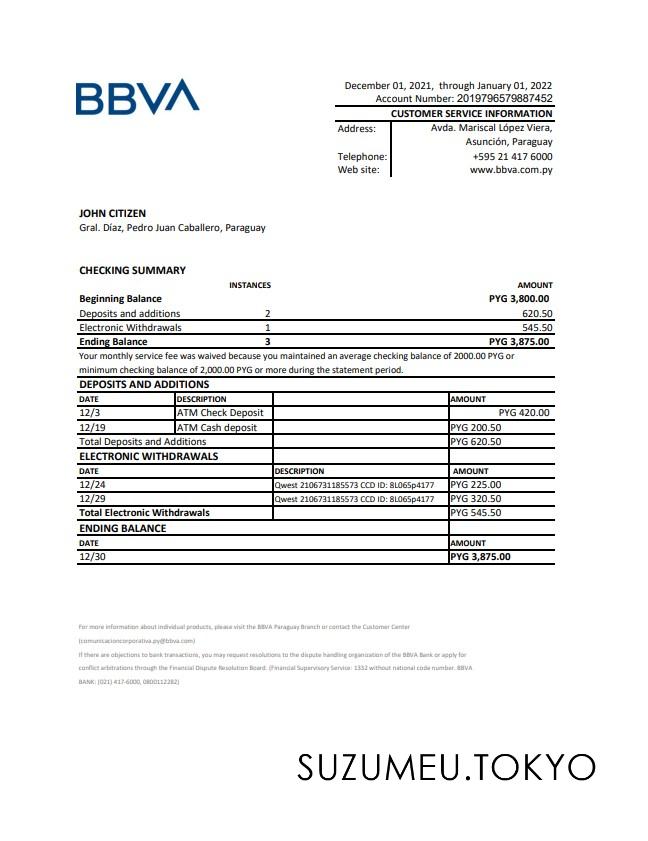 BBVA
December 01, 2021, through January 01, 2022
Account Number: 2019796579887452
CUSTOMER SERVICE INFORMATION
Address: Avda. Mariscal López Viera,
Asunción, Paraguay
Telephone: +595 21 417 6000
Web site: www.bbva.com.py
JOHN CITIZEN
Gral. Díaz, Pedro Juan Caballero, Paraguay
CHECKING SUMMARY
INSTANCES AMOUNT
Beginning Balance PYG 3,800.00
Deposits and additions 2 620.50
Electronic Withdrawals 1 545.50
Ending Balance 3 PYG 3,875.00
Your monthly service fee was waived because you maintained an average checking balance of 2000.00 PYG or
minimum checking balance of 2,000.00 PYG or more during the statement period.
DEPOSITS AND ADDITIONS
DATE DESCRIPTION AMOUNT
12/3 ATM Check Deposit PYG 420.00
12/19 ATM Cash deposit PYG 200.50
Total Deposits and Additions PYG 620.50
ELECTRONIC WITHDRAWALS
DATE DESCRIPTION AMOUNT
12/24 Qwest 2106731185573 CCD ID: 8L065p4177 PYG 225.00
12/29 Qwest 2106731185573 CCD ID: 8L065p4177 PYG 320.50
Total Electronic Withdrawals PYG 545.50
ENDING BALANCE
DATE AMOUNT
12/30 PYG 3,875.00
For more information about individual products, please visit the BBVA Paraguay Branch or contact the Customer Center
(comunicacioncorporativa.py@bbva.com)
If there are objections to bank transactions, you may request resolutions to the dispute handling organization of the BBVA Bank or apply for
conflict arbitrations through the Financial Dispute Resolution Board. (Financial Supervisory Service: 1332 without national code number. BBVA
BANK: (021) 417-6000, 0800112282)
SUZUMEU.TOKYO